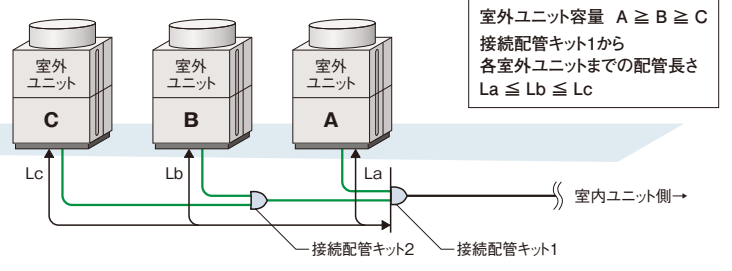 室外ユニット容量 A ≧ B ≧ C
接続配管キット1から
各室外ユニットまでの配管長さ
La ≦ Lb ≦ Lc
室外
ユニット
C
室外
ユニット
B
室外
ユニット
A
Lc
Lb
La
室内ユニット側→
接続配管キット2
接続配管キット1